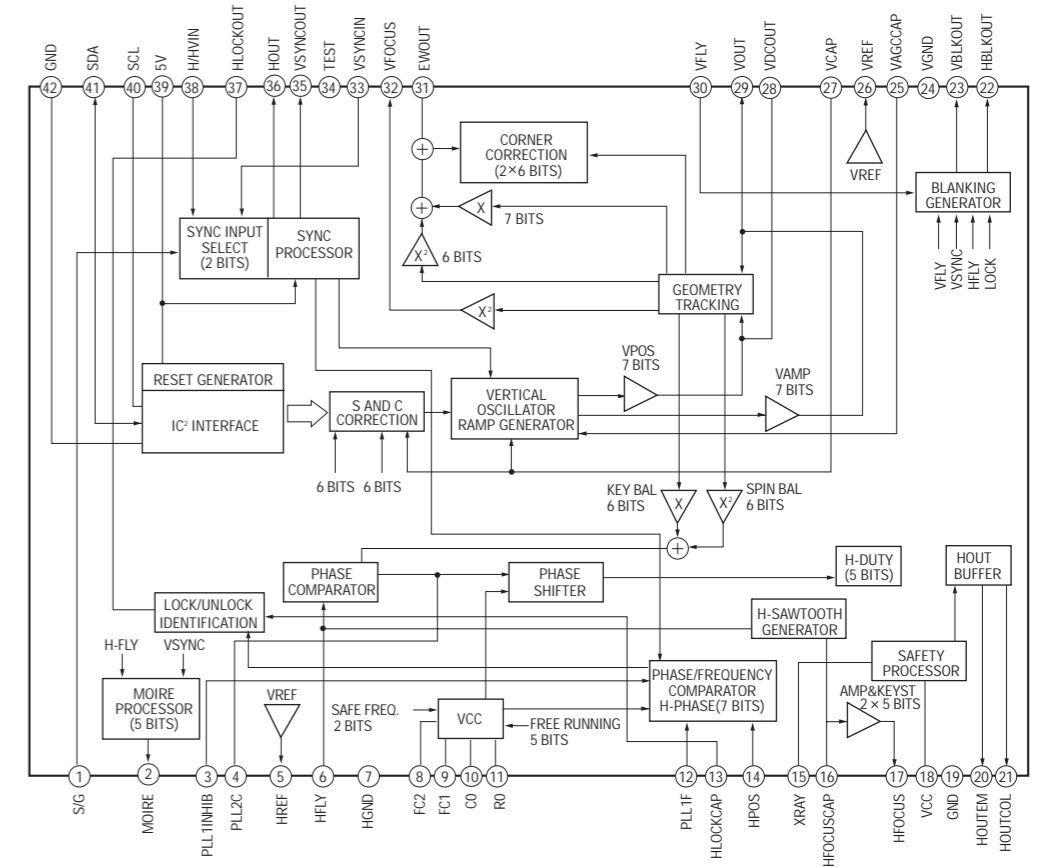 GND
SDA
SCL
5V
H/HVIN
HLOCKOUT
HOUT
VSYNCOUT
TEST
VSYNCIN
VFOCUS
EWOUT
VFLY
VOUT
VDCOUT
VCAP
VREF
VAGCCAP
VGND
VBLKOUT
HBLKOUT
42
41
40
39
38
37
36
35
34
33
32
31
30
29
28
27
26
25
24
23
22
CORNER
CORRECTION
(2×6 BITS)
VREF
BLANKING
GENERATOR
VFLY
VSYNC
HFLY
LOCK
+
+
X
7 BITS
X²
6 BITS
SYNC INPUT
SELECT
(2 BITS)
SYNC
PROCESSOR
GEOMETRY
TRACKING
X²
RESET GENERATOR
IC² INTERFACE
S AND C
CORRECTION
6 BITS
6 BITS
VERTICAL
OSCILLATOR
RAMP GENERATOR
VPOS
7 BITS
VAMP
7 BITS
KEY BAL
6 BITS
X
X²
SPIN BAL
6 BITS
+
PHASE
COMPARATOR
PHASE
SHIFTER
H-DUTY
(5 BITS)
HOUT
BUFFER
LOCK/UNLOCK
IDENTIFICATION
H-SAWTOOTH
GENERATOR
H-FLY
VSYNC
SAFETY
PROCESSOR
MOIRE
PROCESSOR
(5 BITS)
VREF
SAFE FREQ.
2 BITS
VCC
FREE RUNNING
5 BITS
PHASE/FREQUENCY
COMPARATOR
H-PHASE(7 BITS)
AMP&KEYST
2 × 5 BITS
1
2
3
4
5
6
7
8
9
10
11
12
13
14
15
16
17
18
19
20
21
S/G
MOIRE
PLL1INHIB
PLL2C
HREF
HFLY
HGND
FC2
FC1
C0
R0
PLL1F
HLOCKCAP
HPOS
XRAY
HFOCUSCAP
HFOCUS
VCC
GND
HOUTEM
HOUTCOL